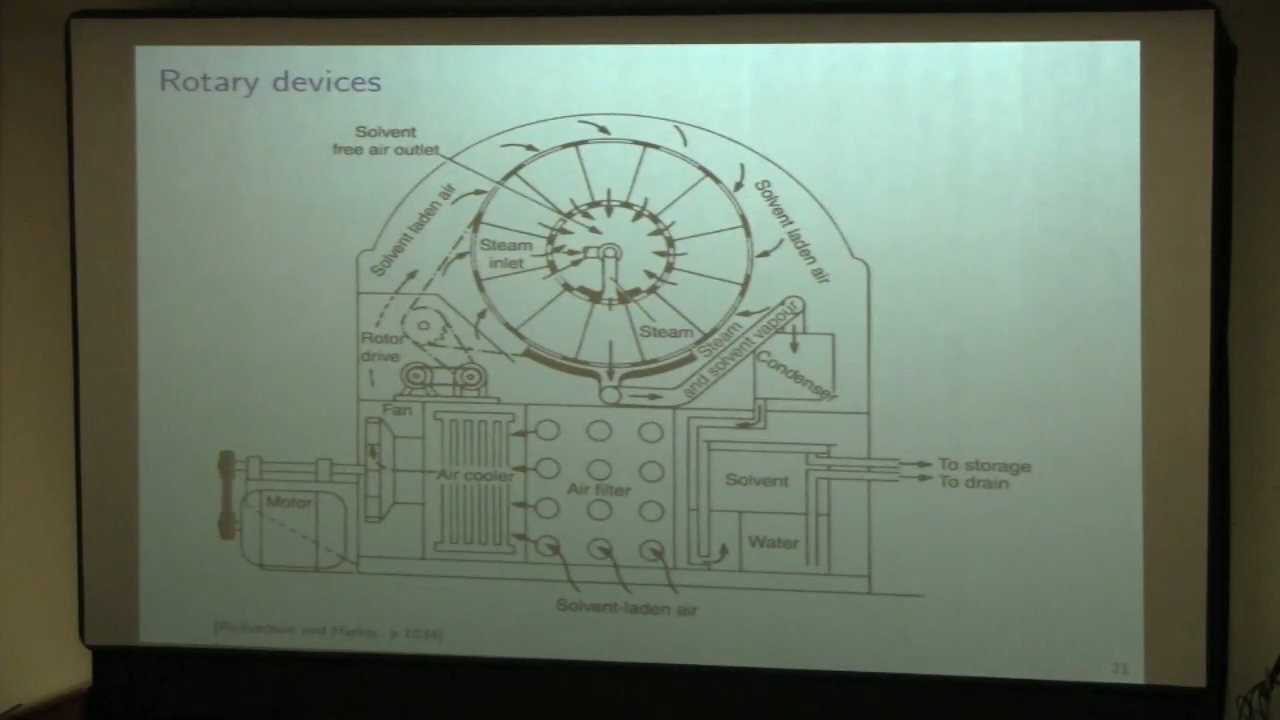 Rotary devices
Solvent
free air outlet
Solvent laden air
Solvent laden air
Steam
inlet
Steam
Steam
and solvent vapour
Rotor
drive
Condenser
Fan
Air cooler
Air filter
Solvent
To storage
To drain
Motor
Water
Solvent-laden air
21